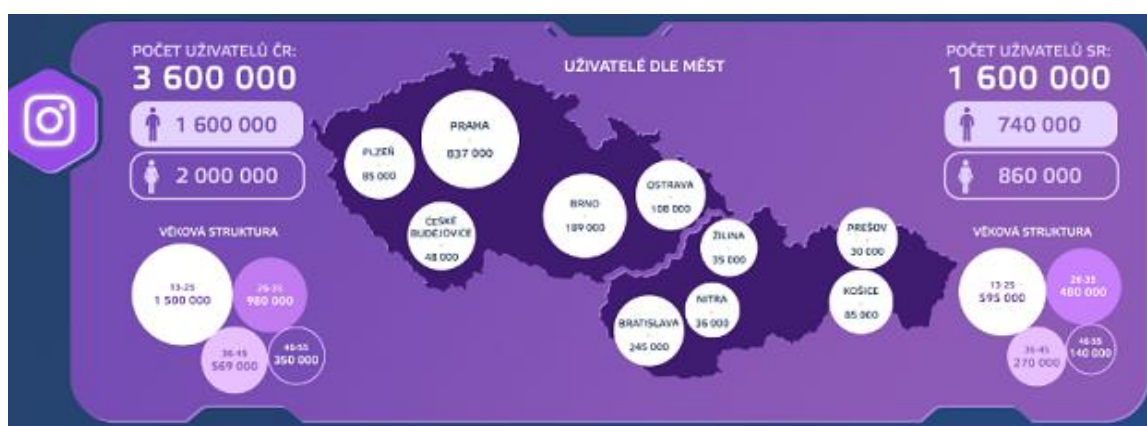 POČET UŽIVATELŮ ČR:
3 600 000
1 600 000
2 000 000
VĚKOVÁ STRUKTURA
13-25
1 500 000
26-35
980 000
36-45
569 000
46-55
350 000
UŽIVATELÉ DLE MĚST
PRAHA
837 000
PLZEŇ
85 000
ČESKÉ
BUDĚJOVICE
48 000
BRNO
189 000
OSTRAVA
108 000
ŽILINA
35 000
PREŠOV
30 000
KOŠICE
85 000
NITRA
36 000
BRATISLAVA
245 000
POČET UŽIVATELŮ SR:
1 600 000
740 000
860 000
VĚKOVÁ STRUKTURA
13-25
595 000
26-35
480 000
36-45
270 000
46-55
140 000